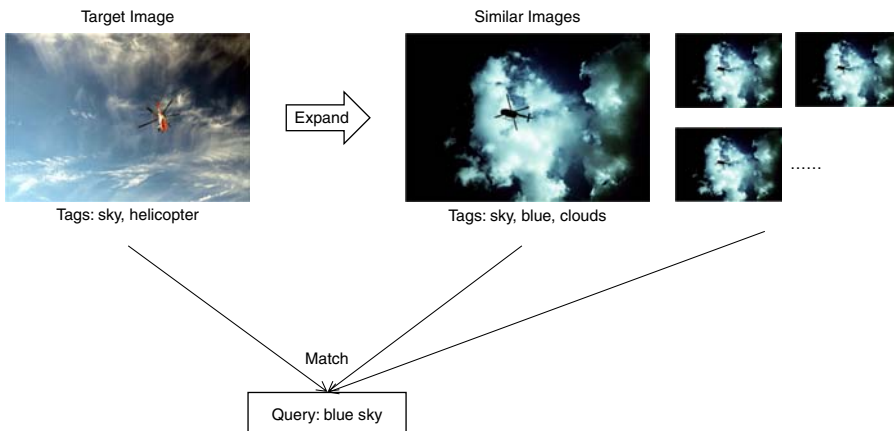 Target Image
Similar Images
Expand
......
Tags: sky, helicopter
Tags: sky, blue, clouds
Match
Query: blue sky